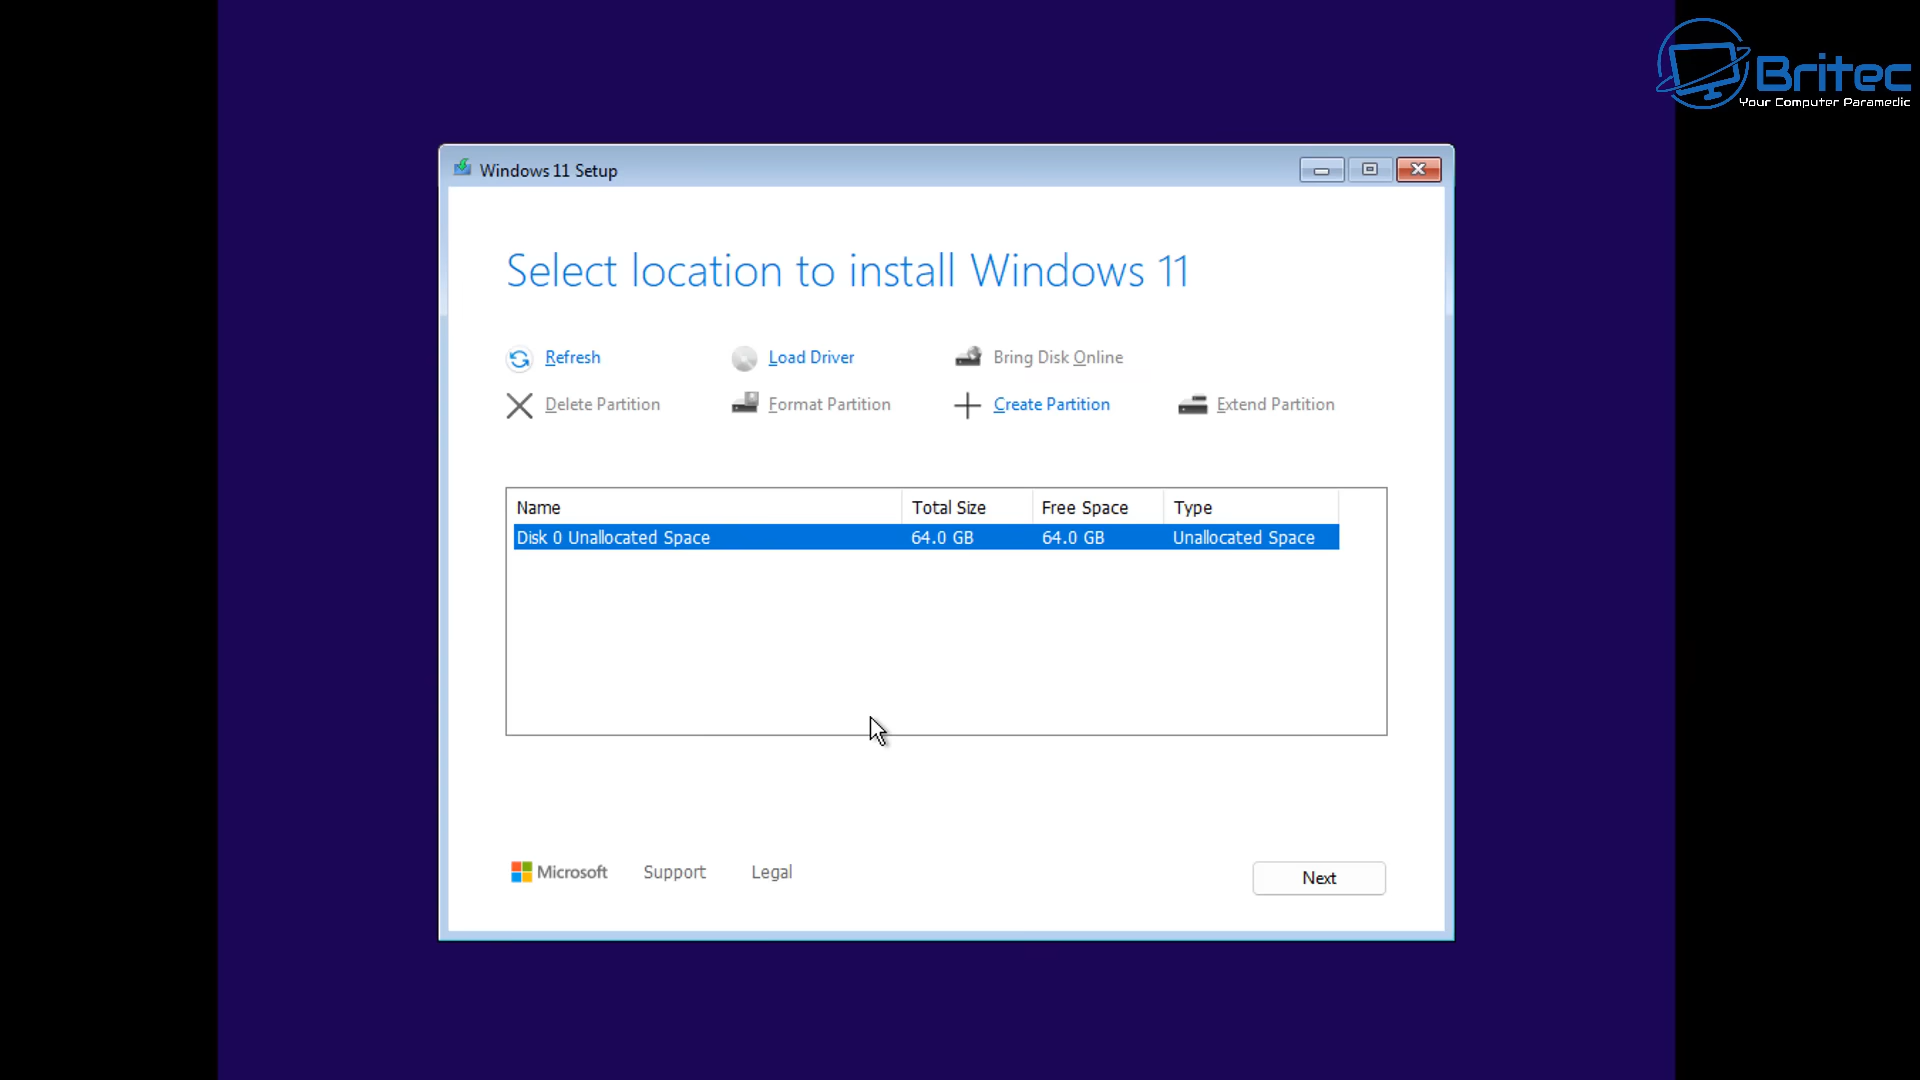 Britec
Your Computer Paramedic
Windows 11 Setup
Select location to install Windows 11
Refresh
Load Driver
Bring Disk Online
Delete Partition
Format Partition
Create Partition
Extend Partition
Name Total Size Free Space Type
Disk 0 Unallocated Space 64.0 GB 64.0 GB Unallocated Space
Microsoft Support Legal
Next